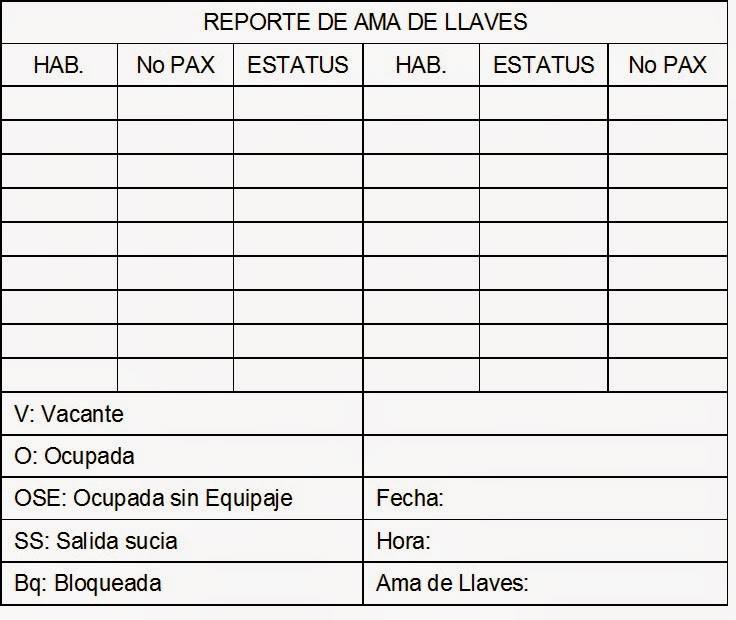 REPORTE DE AMA DE LLAVES
HAB. No PAX ESTATUS HAB. ESTATUS No PAX
V: Vacante
O: Ocupada
OSE: Ocupada sin Equipaje Fecha:
SS: Salida sucia Hora:
Bq: Bloqueada Ama de Llaves: